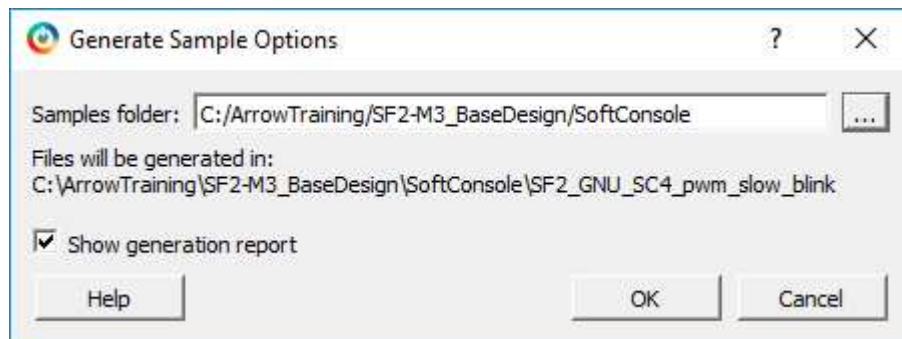 Generate Sample Options ? X
Samples folder: C:/ArrowTraining/SF2-M3_BaseDesign/SoftConsole ...
Files will be generated in:
C:\ArrowTraining\SF2-M3_BaseDesign\SoftConsole\SF2_GNU_SC4_pwm_slow_blink
Show generation report
Help OK Cancel